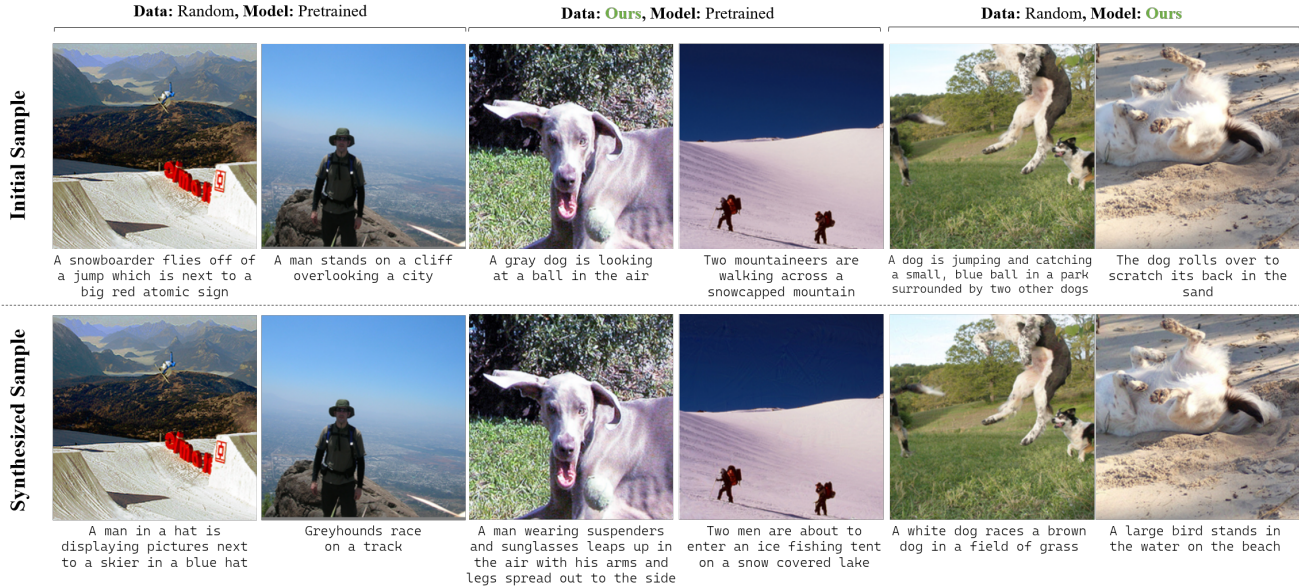 Data: Random, Model: Pretrained
Data: Ours, Model: Pretrained
Data: Random, Model: Ours
Initial Sample
A snowboarder flies off of
a jump which is next to a
big red atomic sign
A man stands on a cliff
overlooking a city
A gray dog is looking
at a ball in the air
Two mountaineers are
walking across a
snowcapped mountain
A dog is jumping and catching
a small, blue ball in a park
surrounded by two other dogs
The dog rolls over to
scratch its back in the
sand
Synthesized Sample
A man in a hat is
displaying pictures next
to a skier in a blue hat
Greyhounds race
on a track
A man wearing suspenders
and sunglasses leaps up in
the air with his arms and
legs spread out to the side
Two men are about to
enter an ice fishing tent
on a snow covered lake
A white dog races a brown
dog in a field of grass
A large bird stands in
the water on the beach